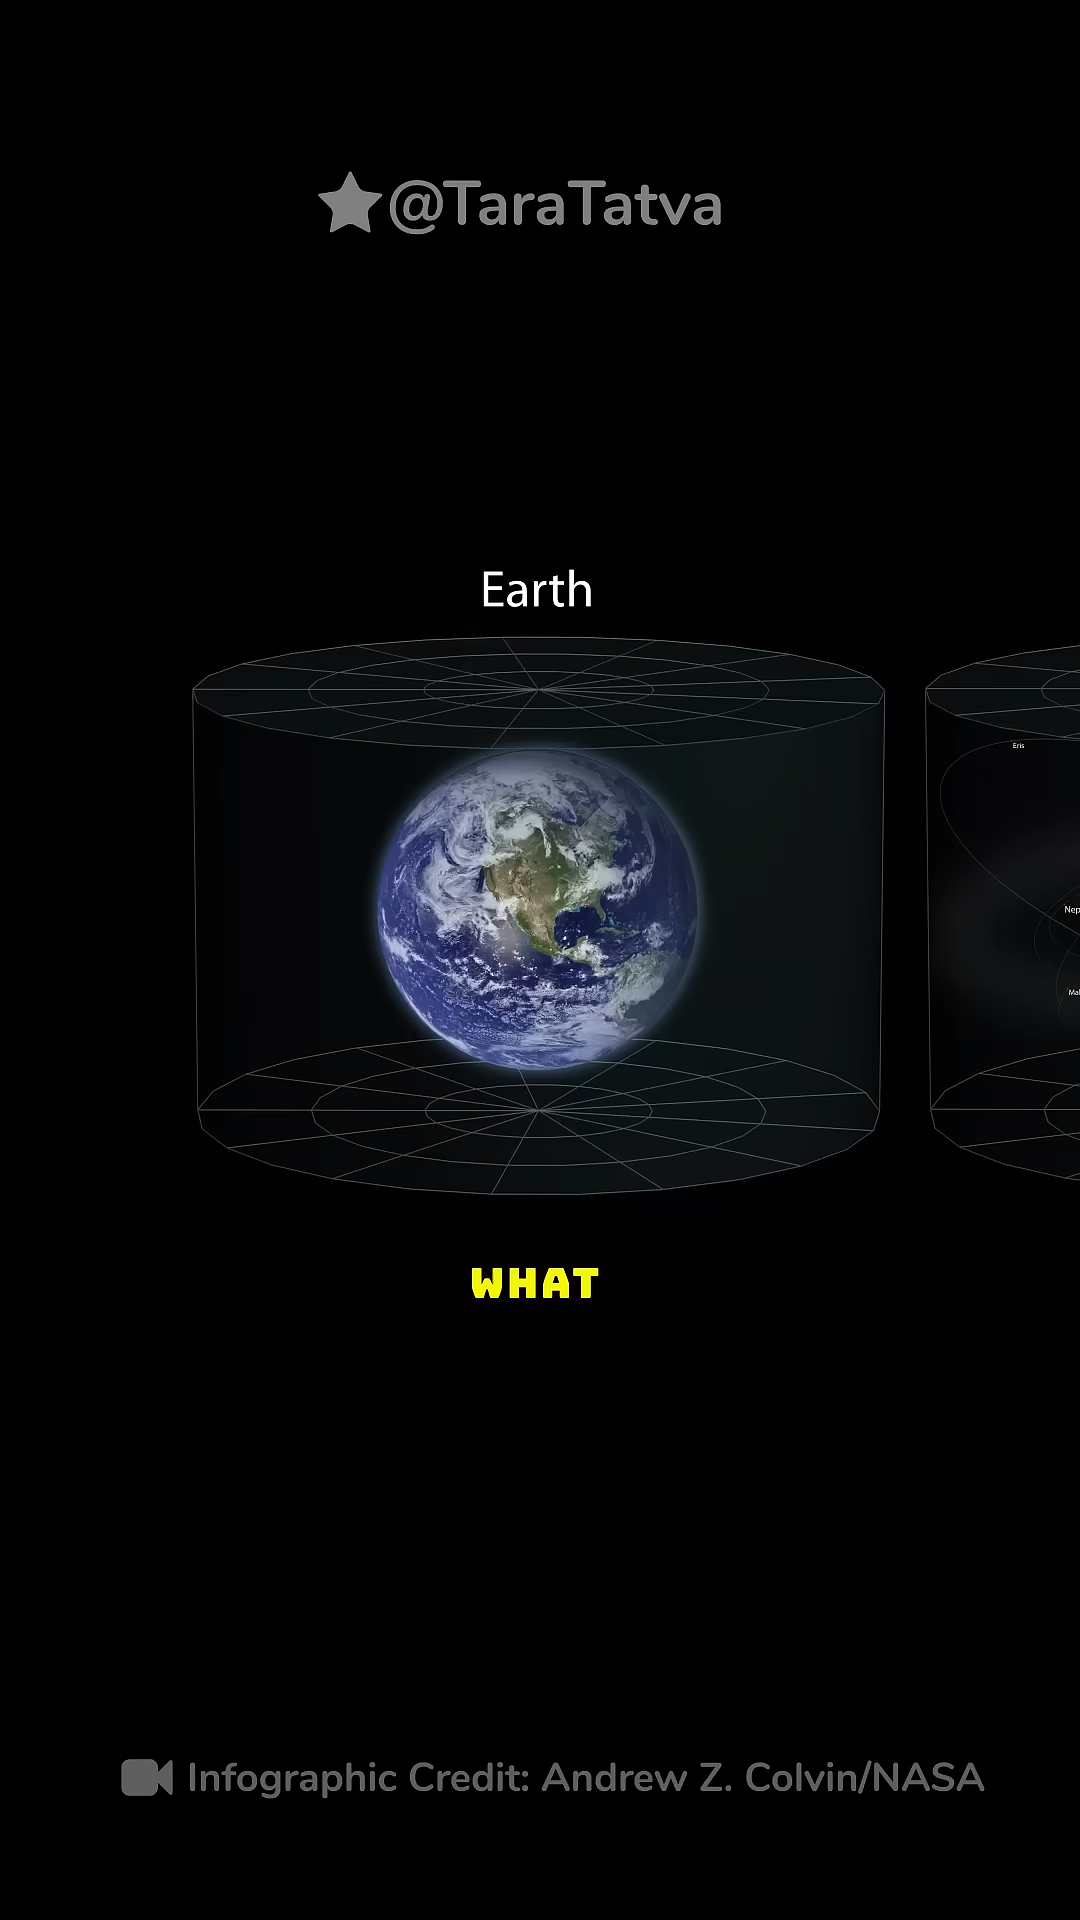 @TaraTatva
Earth
Eris
WHAT
Infographic Credit: Andrew Z. Colvin/NASA